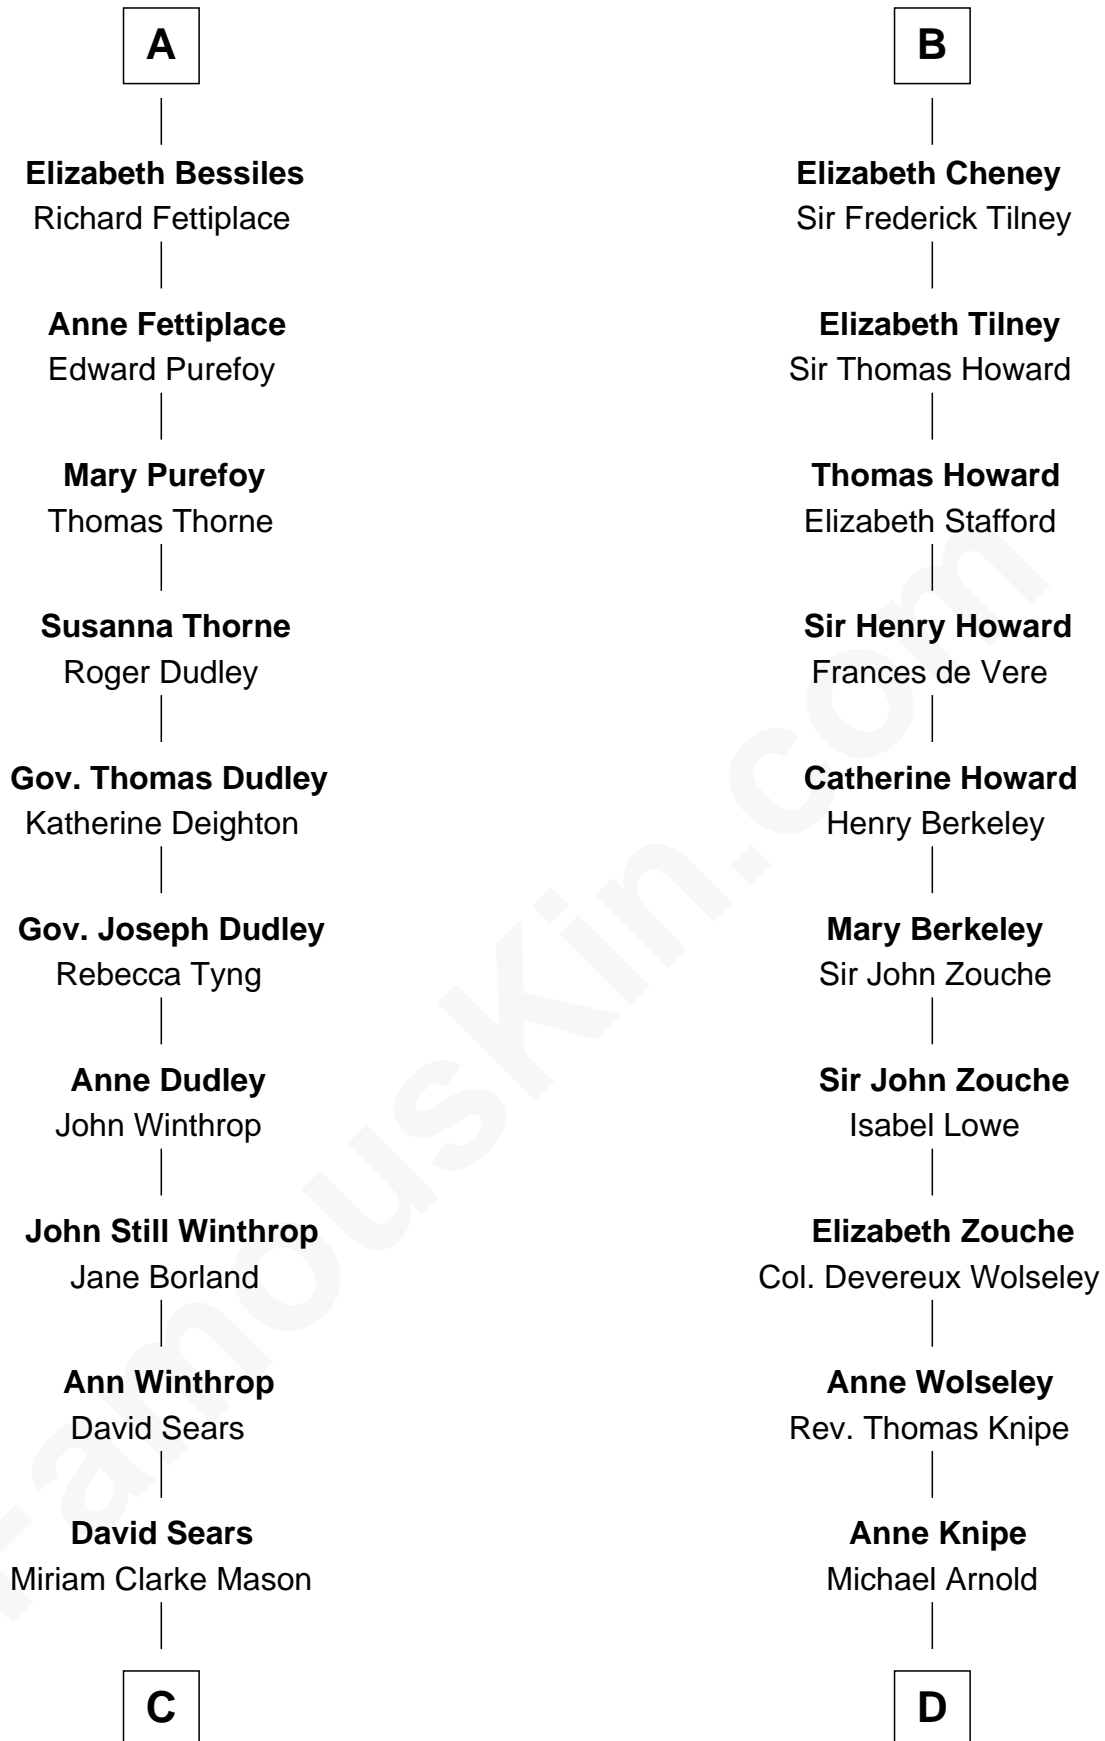 A
Elizabeth Bessiles
Richard Fettiplace
Anne Fettiplace
Edward Purefoy
Mary Purefoy
Thomas Thorne
Susanna Thorne
Roger Dudley
Gov. Thomas Dudley
Katherine Deighton
Gov. Joseph Dudley
Rebecca Tyng
Anne Dudley
John Winthrop
John Still Winthrop
Jane Borland
Ann Winthrop
David Sears
David Sears
Miriam Clarke Mason
C
B
Elizabeth Cheney
Sir Frederick Tilney
Elizabeth Tilney
Sir Thomas Howard
Thomas Howard
Elizabeth Stafford
Sir Henry Howard
Frances de Vere
Catherine Howard
Henry Berkeley
Mary Berkeley
Sir John Zouche
Sir John Zouche
Isabel Lowe
Elizabeth Zouche
Col. Devereux Wolseley
Anne Wolseley
Rev. Thomas Knipe
Anne Knipe
Michael Arnold
D
FamousKin.com